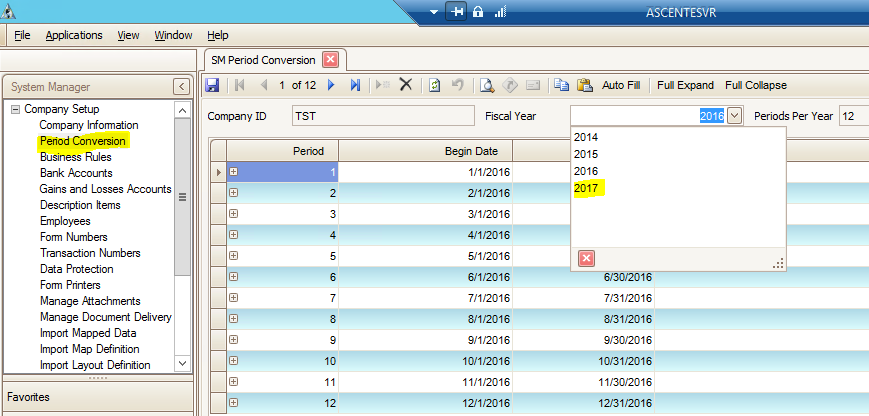 ASCENTESVR
File Applications View Window Help
SM Period Conversion
System Manager
1 of 12 Auto Fill Full Expand Full Collapse
Company Setup
Company Information
Period Conversion
Business Rules
Bank Accounts
Gains and Losses Accounts
Description Items
Employees
Form Numbers
Transaction Numbers
Data Protection
Form Printers
Manage Attachments
Manage Document Delivery
Import Mapped Data
Import Map Definition
Import Layout Definition
Favorites
Company ID TST Fiscal Year 2016 Periods Per Year 12
2014
2015
2016
2017
Period Begin Date
1 1/1/2016
2 2/1/2016
3 3/1/2016
4 4/1/2016
5 5/1/2016
6 6/1/2016 6/30/2016
7 7/1/2016 7/31/2016
8 8/1/2016 8/31/2016
9 9/1/2016 9/30/2016
10 10/1/2016 10/31/2016
11 11/1/2016 11/30/2016
12 12/1/2016 12/31/2016